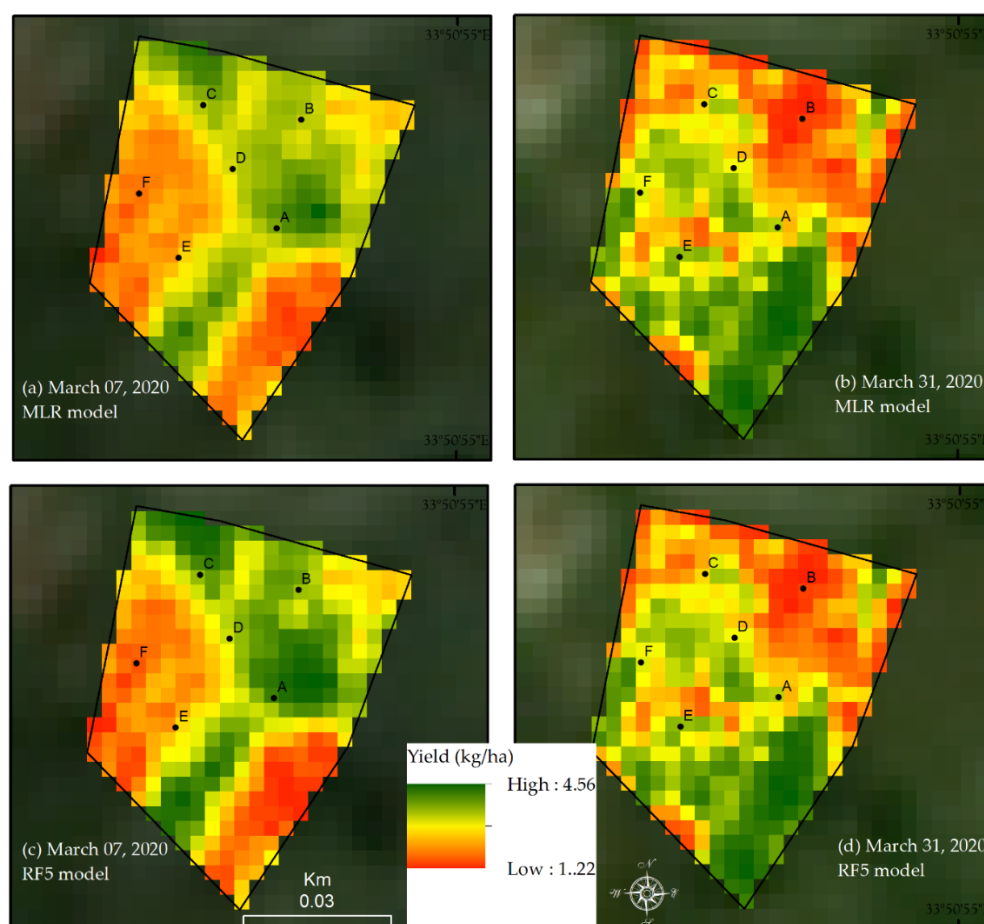 33°50'55"E
C
B
D
F
A
E
(a) March 07, 2020
MLR model
33°50'55"E
33°50'55"E
C
B
D
F
A
E
(b) March 31, 2020
MLR model
33°50'55"E
33°50'55"E
C
B
D
F
A
E
(c) March 07, 2020
RF5 model
Km
0.03
Yield (kg/ha)
High : 4.56
Low : 1..22
33°50'55"E
C
B
D
F
A
E
(d) March 31, 2020
RF5 model
N
W
S
33°50'55"E